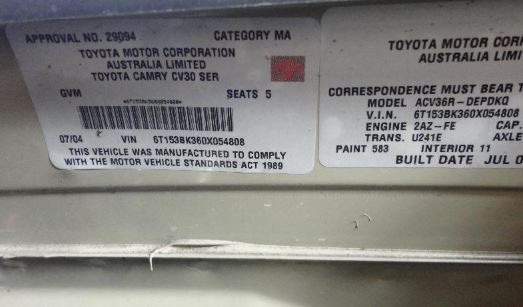 APPROVAL NO. 29094 CATEGORY MA
TOYOTA MOTOR CORPORATION
AUSTRALIA LIMITED
TOYOTA CAMRY CV30 SER
GVM SEATS 5
*6T153BK360X054808*
07/04 VIN 6T153BK360X054808
THIS VEHICLE WAS MANUFACTURED TO COMPLY
WITH THE MOTOR VEHICLE STANDARDS ACT 1989
TOYOTA MOTOR COR
AUSTRALIA LIMI
CORRESPONDENCE MUST BEAR T
MODEL ACV36R-DEPDKQ
V.I.N. 6T153BK360X054808
ENGINE 2AZ-FE CAP.
TRANS. U241E AXLE
PAINT 583 INTERIOR 11
BUILT DATE JUL 0